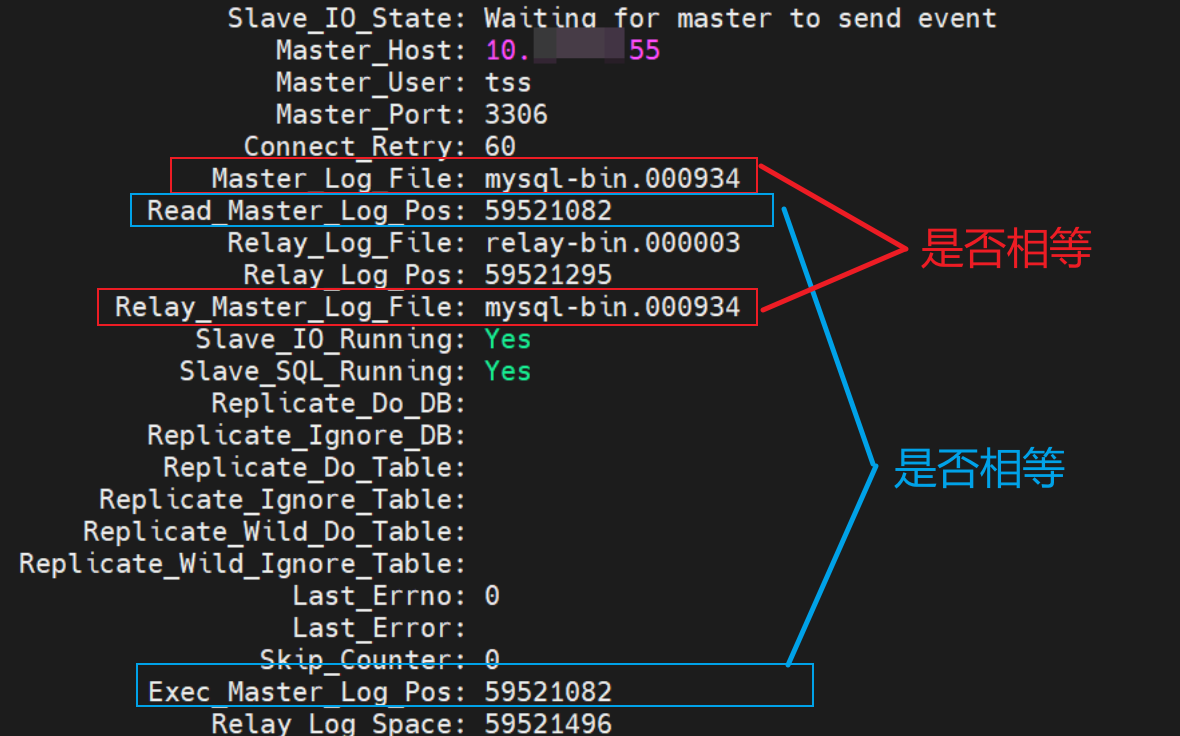 Slave_IO_State: Waiting for master to send event
Master_Host: 10. 55
Master_User: tss
Master_Port: 3306
Connect_Retry: 60
Master_Log_File: mysql-bin.000934
Read_Master_Log_Pos: 59521082
Relay_Log_File: relay-bin.000003
是否相等
Relay_Log_Pos: 59521295
Relay_Master_Log_File: mysql-bin.000934
Slave_IO_Running: Yes
Slave_SQL_Running: Yes
Replicate_Do_DB:
Replicate_Ignore_DB:
Replicate_Do_Table:
是否相等
Replicate_Ignore_Table:
Replicate_Wild_Do_Table:
Replicate_Wild_Ignore_Table:
Last_Errno: 0
Last_Error:
Skip_Counter: 0
Exec_Master_Log_Pos: 59521082
Relay_Log_Space: 59521496